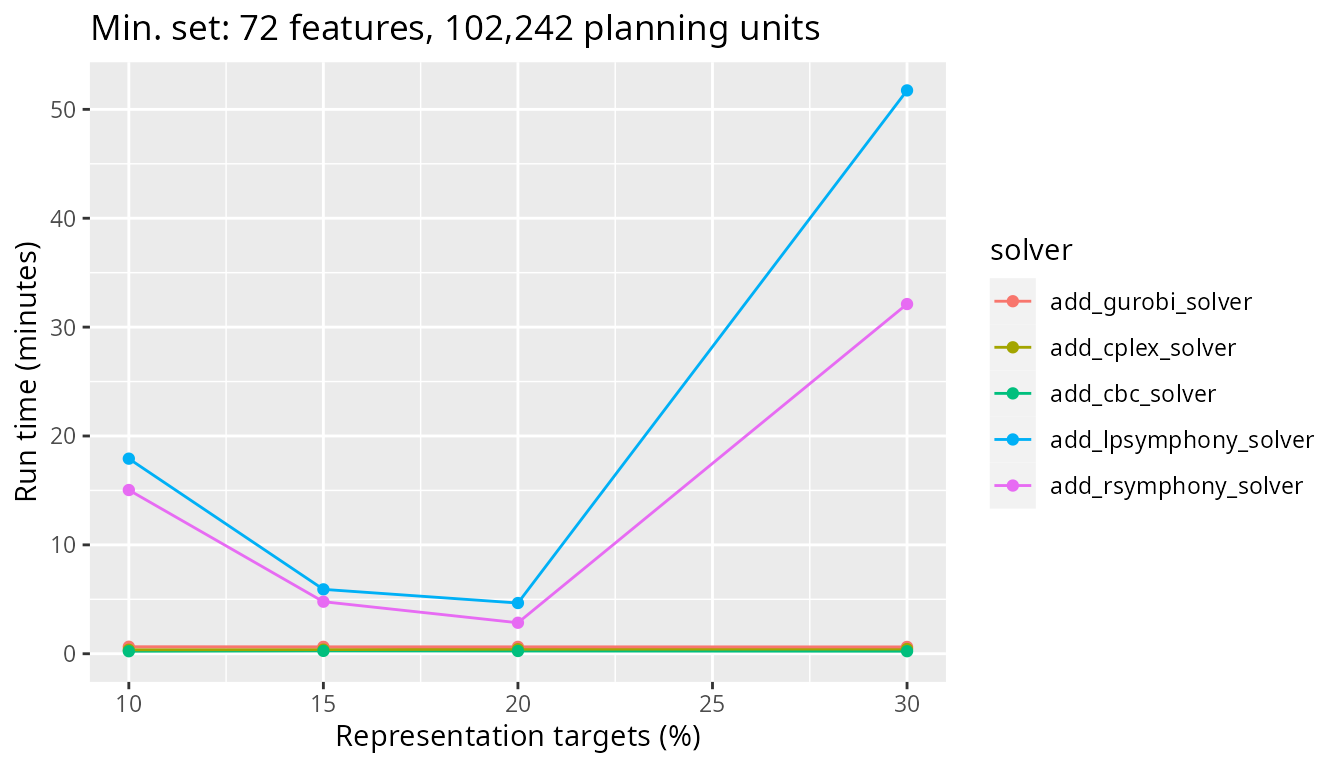 Min. set: 72 features, 102,242 planning units
Run time (minutes)
50
40
30
20
10
0
10 15 20 25 30
Representation targets (%)
solver
add_gurobi_solver
add_cplex_solver
add_cbc_solver
add_lpsymphony_solver
add_rsymphony_solver